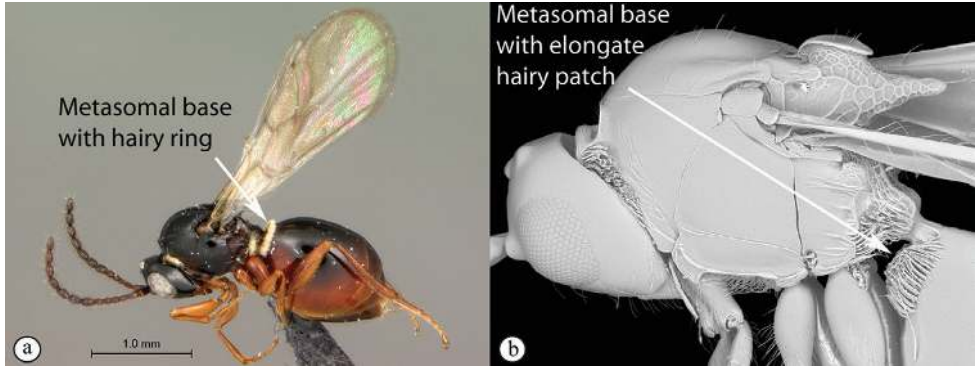 Metasomal base
with hairy ring
1.0 mm
a
Metasomal base
with elongate
hairy patch
b